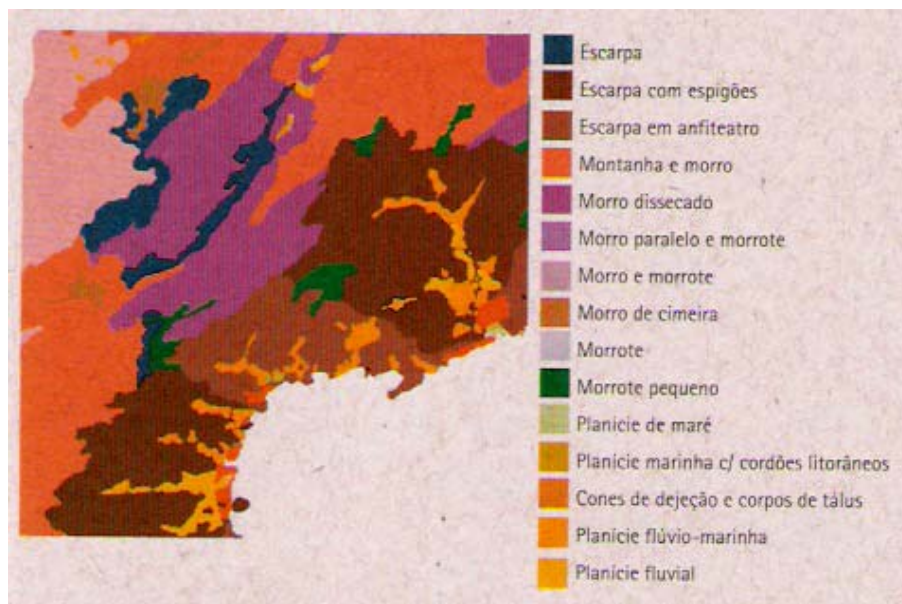 Escarpa
Escarpa com espigões
Escarpa em anfiteatro
Montanha e morro
Morro dissecado
Morro paralelo e morrote
Morro e morrote
Morro de cimeira
Morrote
Morrote pequeno
Planície de maré
Planície marinha c/ cordões litorâneos
Cones de dejeção e corpos de tálus
Planície flúvio-marinha
Planície fluvial